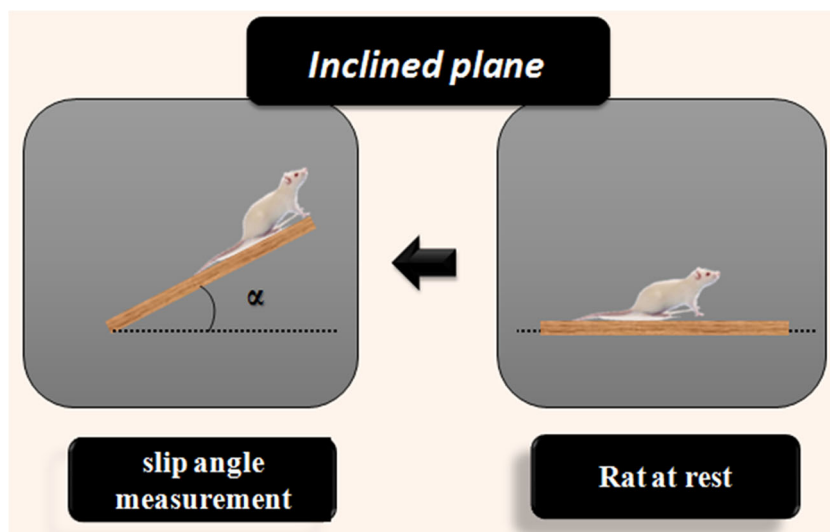 Inclined plane
α
slip angle
measurement
Rat at rest